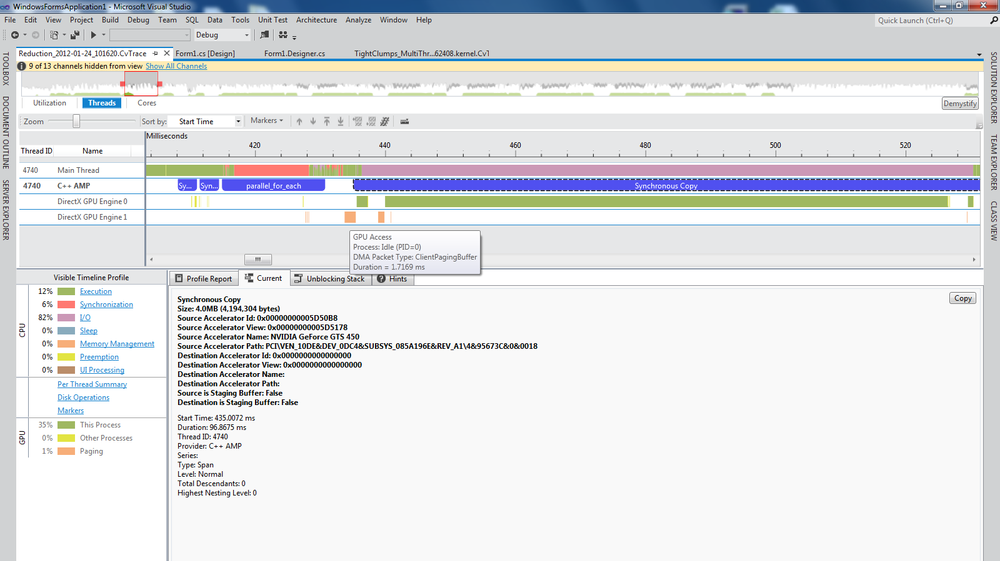 WindowsFormsApplication1 - Microsoft Visual Studio
File Edit View Project Build Debug Team SQL Data Tools Unit Test Architecture Analyze Window Help
Quick Launch (Ctrl+Q)
Debug
Reduction_2012-01-24_101620.CvTrace Form1.cs [Design] Form1.Designer.cs TightClumps_MultiThr...62408.kernel.CvT
9 of 13 channels hidden from view Show All Channels
Utilization Threads Cores
Demystify
Zoom Sort by: Start Time Markers
Milliseconds
420 440 460 480 500 520
Thread ID Name
4740 Main Thread
4740 C++ AMP
Sy... Syn... parallel_for_each Synchronous Copy
DirectX GPU Engine 0
DirectX GPU Engine 1
GPU Access
Process: Idle (PID=0)
DMA Packet Type: ClientPagingBuffer
Duration = 1.7169 ms
Visible Timeline Profile
CPU
12% Execution
6% Synchronization
82% I/O
0% Sleep
0% Memory Management
0% Preemption
0% UI Processing
Per Thread Summary
Disk Operations
Markers
GPU
35% This Process
0% Other Processes
1% Paging
Profile Report Current Unblocking Stack Hints
Copy
Synchronous Copy
Size: 4.0MB (4,194,304 bytes)
Source Accelerator Id: 0x00000000005D50B8
Source Accelerator View: 0x00000000005D5178
Source Accelerator Name: NVIDIA GeForce GTS 450
Source Accelerator Path: PCI\VEN_10DE&DEV_0DC4&SUBSYS_085A196E&REV_A1\4&95673C&0&0018
Destination Accelerator Id: 0x0000000000000000
Destination Accelerator View: 0x0000000000000000
Destination Accelerator Name:
Destination Accelerator Path:
Source is Staging Buffer: False
Destination is Staging Buffer: False
Start Time: 435.0072 ms
Duration: 96.8675 ms
Thread ID: 4740
Provider: C++ AMP
Series:
Type: Span
Level: Normal
Total Descendants: 0
Highest Nesting Level: 0
TOOLBOX
DOCUMENT OUTLINE
SERVER EXPLORER
SOLUTION EXPLORER
TEAM EXPLORER
CLASS VIEW